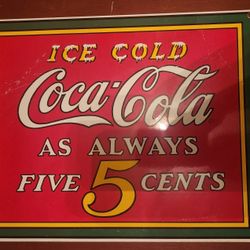 ICE COLD
Coca-Cola
AS ALWAYS
FIVE 5 CENTS